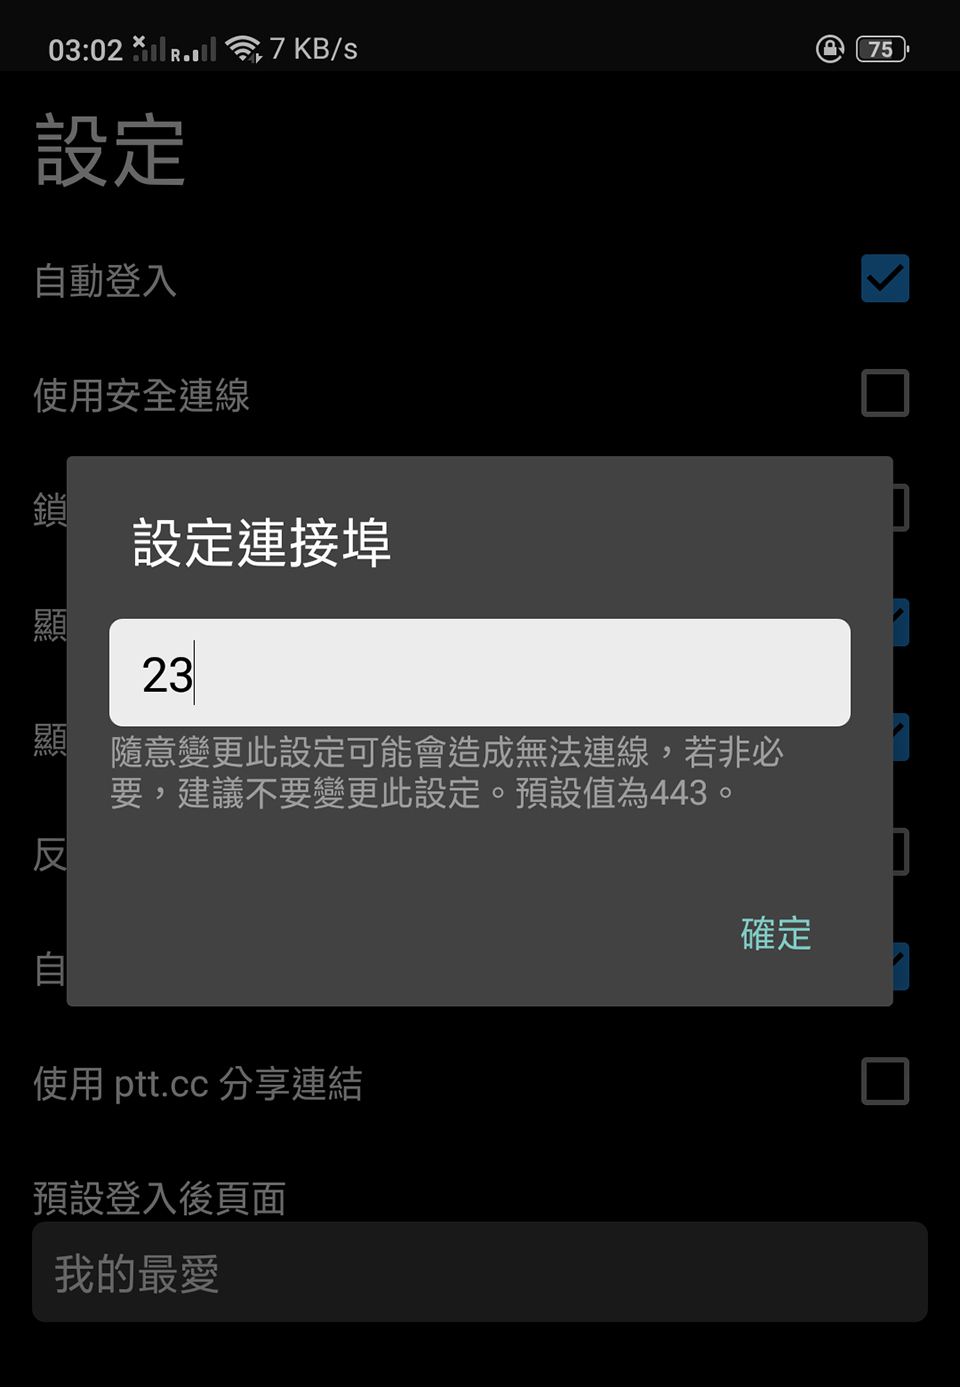 03:02 R 7 KB/s 75
設定
自動登入
使用安全連線
鎖
設定連接埠
顯
23
顯
隨意變更此設定可能會造成無法連線，若非必
要，建議不要變更此設定。預設值為443。
反
確定
自
使用 ptt.cc 分享連結
預設登入後頁面
我的最愛